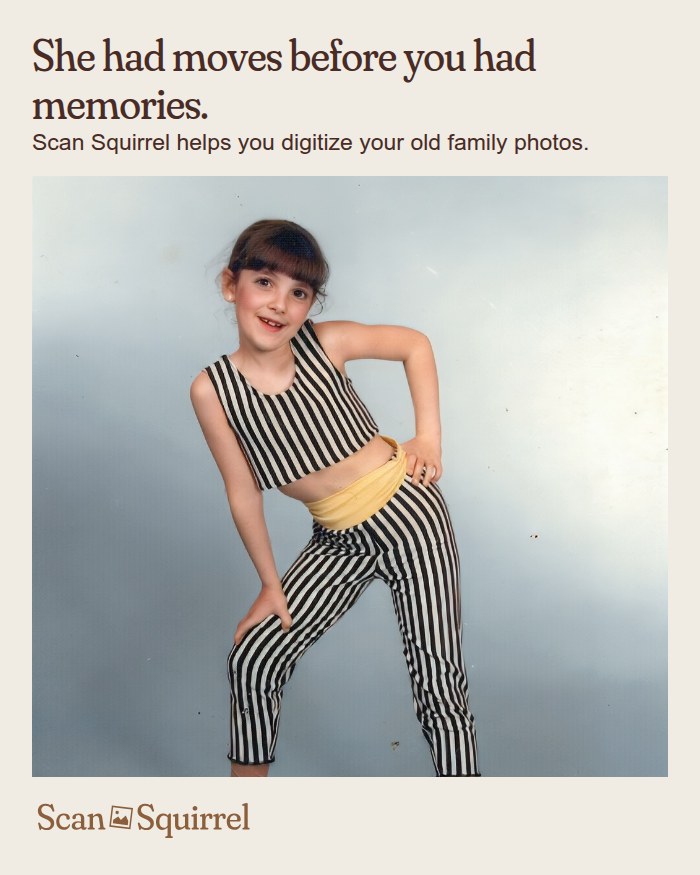 She had moves before you had
memories.
Scan Squirrel helps you digitize your old family photos.
Scan Squirrel